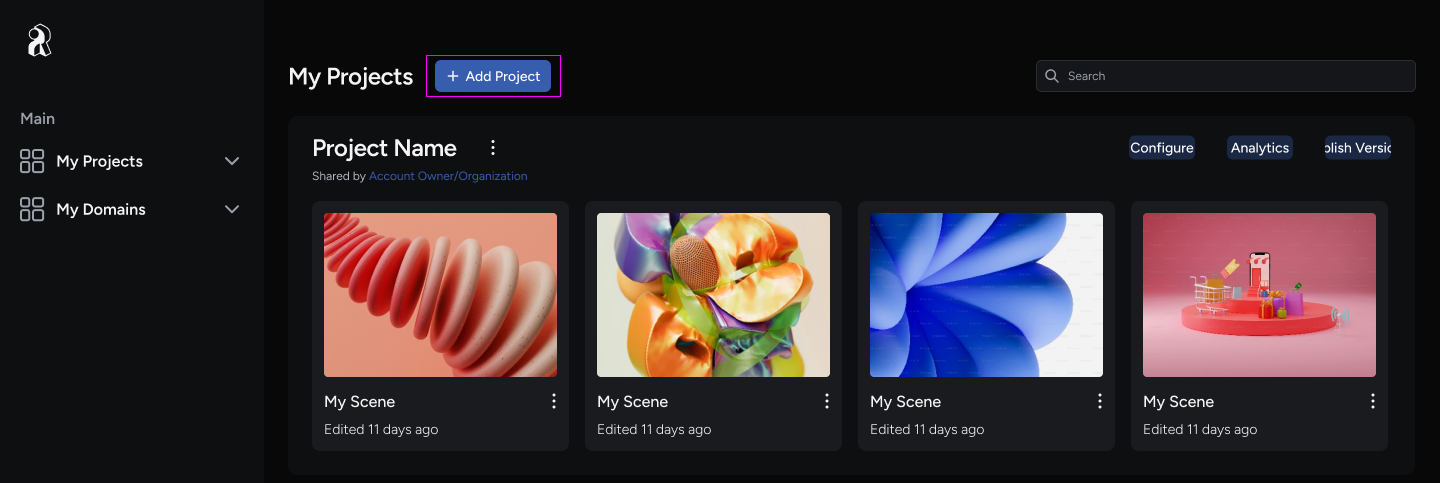 My Projects
+ Add Project
Search
Main
My Projects
My Domains
Project Name
Configure
Analytics
blish Versio
Shared by Account Owner/Organization
My Scene
Edited 11 days ago
My Scene
Edited 11 days ago
My Scene
Edited 11 days ago
My Scene
Edited 11 days ago